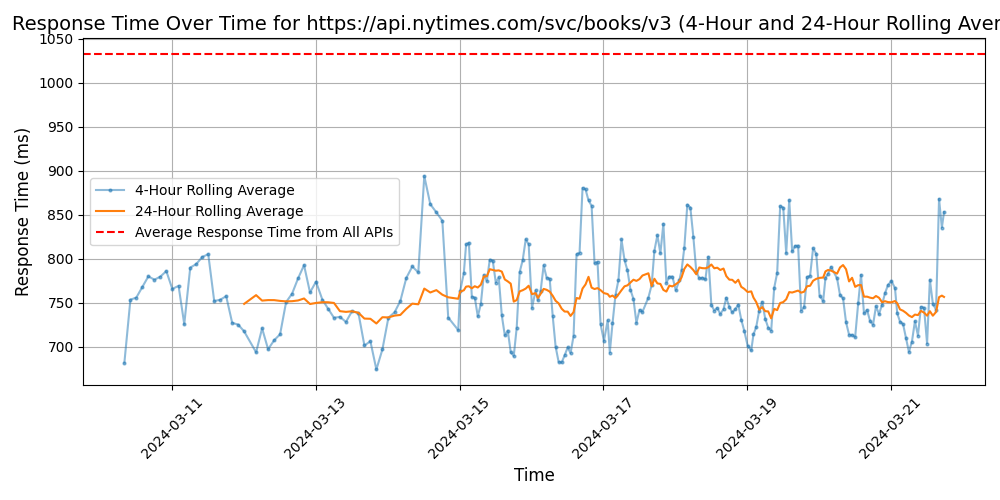 Response Time Over Time for https://api.nytimes.com/svc/books/v3 (4-Hour and 24-Hour Rolling Aver
Response Time (ms)
1050
1000
950
900
850
800
750
700
4-Hour Rolling Average
24-Hour Rolling Average
Average Response Time from All APIs
2024-03-11
2024-03-13
2024-03-15
2024-03-17
2024-03-19
2024-03-21
Time